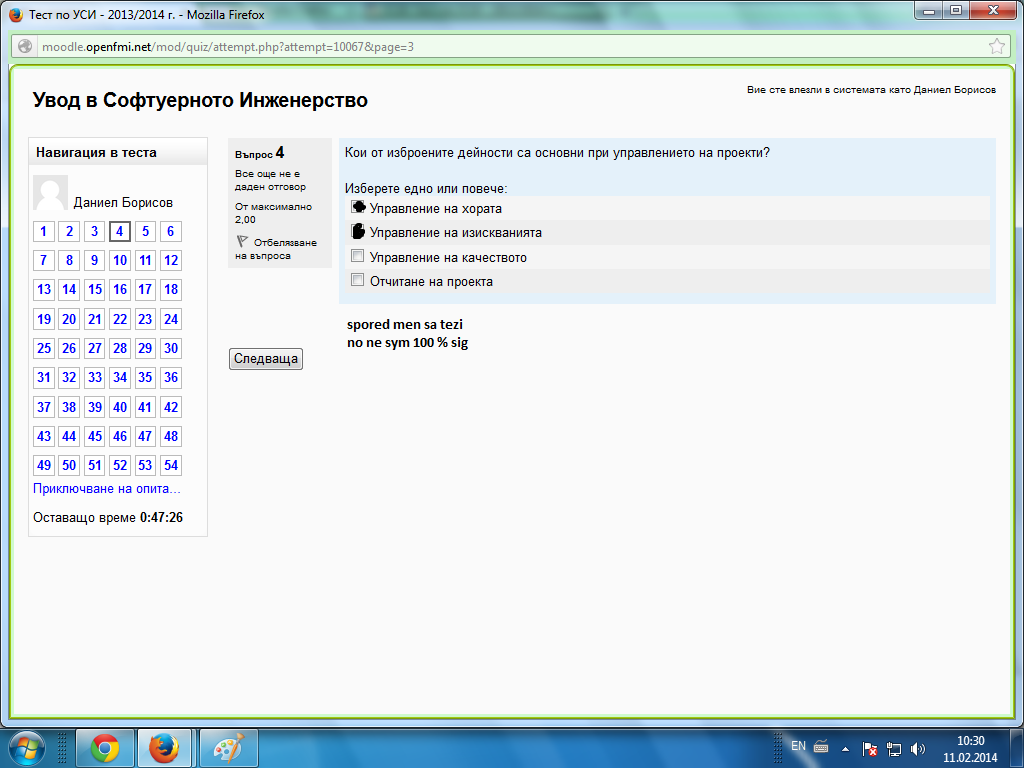 Тест по УСИ - 2013/2014 г. - Mozilla Firefox
moodle.openfmi.net/mod/quiz/attempt.php?attempt=10067&page=3
Увод в Софтуерното Инженерство
Вие сте влезли в системата като Даниел Борисов
Навигация в теста
Даниел Борисов
1 2 3 4 5 6
7 8 9 10 11 12
13 14 15 16 17 18
19 20 21 22 23 24
25 26 27 28 29 30
31 32 33 34 35 36
37 38 39 40 41 42
43 44 45 46 47 48
49 50 51 52 53 54
Приключване на опита...
Оставащо време 0:47:26
Въпрос 4
Все още не е
даден отговор
От максимално
2,00
Отбелязване
на въпроса
Кои от изброените дейности са основни при управлението на проекти?
Изберете едно или повече:
Управление на хората
Управление на изискванията
Управление на качеството
Отчитане на проекта
spored men sa tezi
no ne sym 100 % sig
Следваща
EN
10:30
11.02.2014